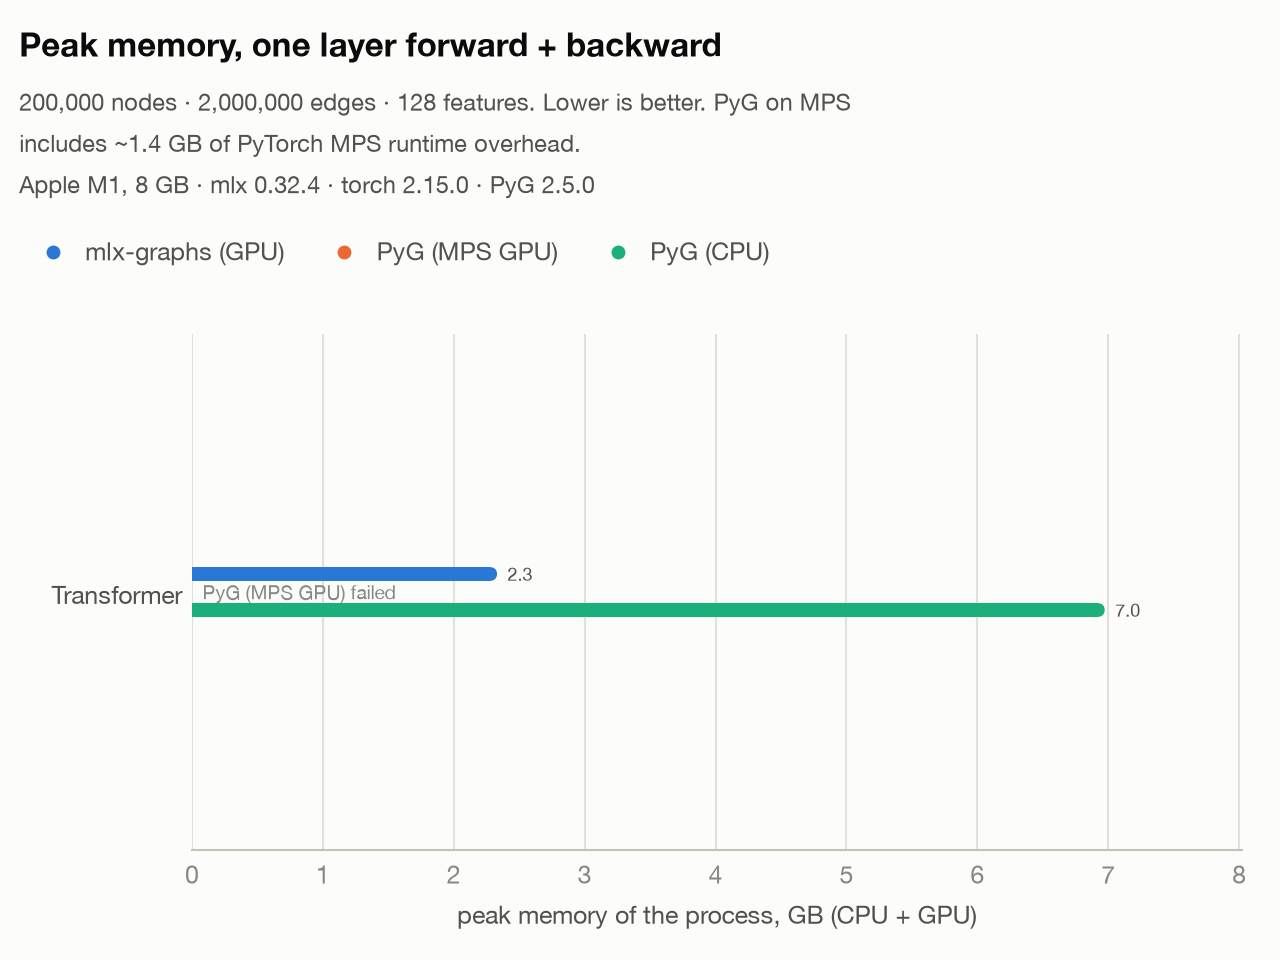 Peak memory, one layer forward + backward
200,000 nodes · 2,000,000 edges · 128 features. Lower is better. PyG on MPS
includes ~1.4 GB of PyTorch MPS runtime overhead.
Apple M1, 8 GB · mlx 0.32.4 · torch 2.15.0 · PyG 2.5.0
mlx-graphs (GPU) PyG (MPS GPU) PyG (CPU)
2.3
PyG (MPS GPU) failed
Transformer
7.0
0 1 2 3 4 5 6 7 8
peak memory of the process, GB (CPU + GPU)